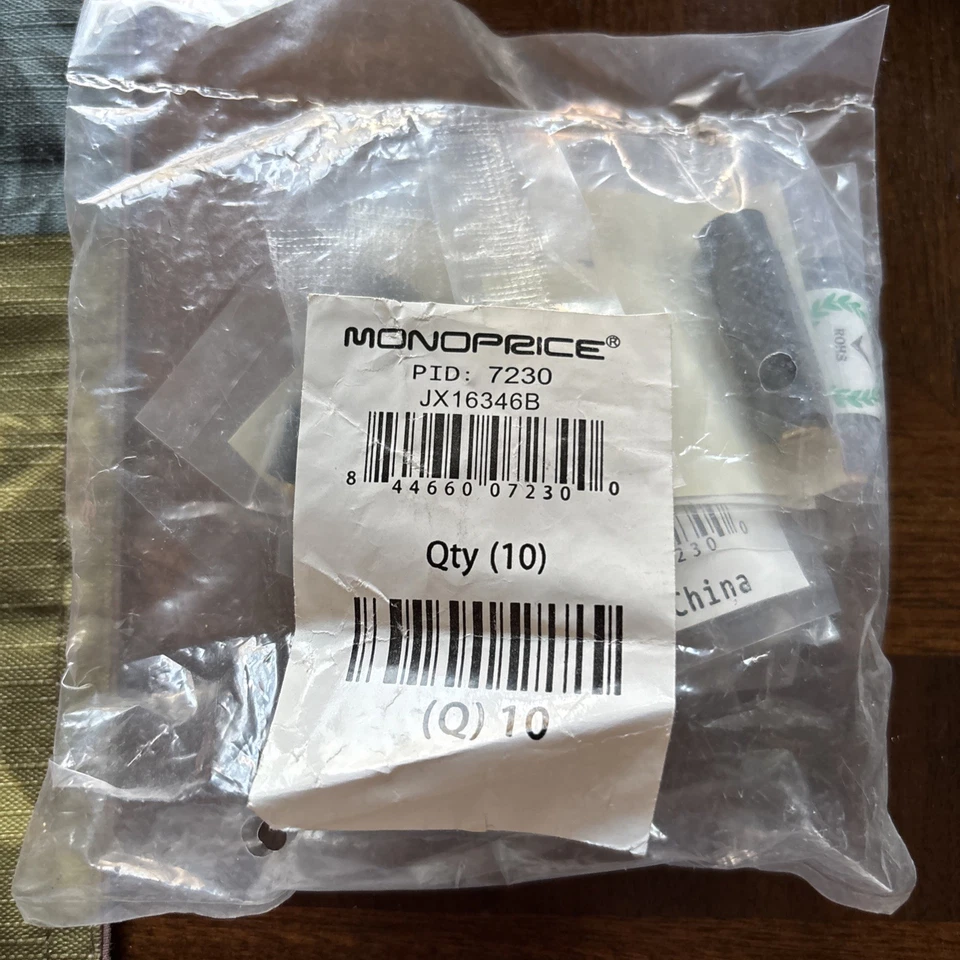 MONOPRICE®
PID: 7230
JX16346B
8 44660 07230 0
Qty (10)
(Q) 10
ROHS
230 0
China